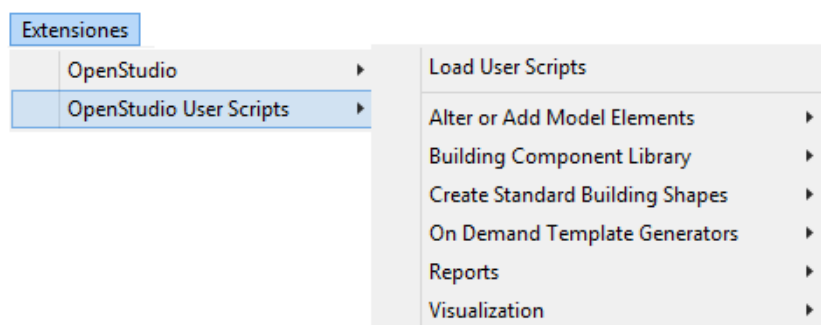 Extensiones
OpenStudio
OpenStudio User Scripts
Load User Scripts
Alter or Add Model Elements
Building Component Library
Create Standard Building Shapes
On Demand Template Generators
Reports
Visualization